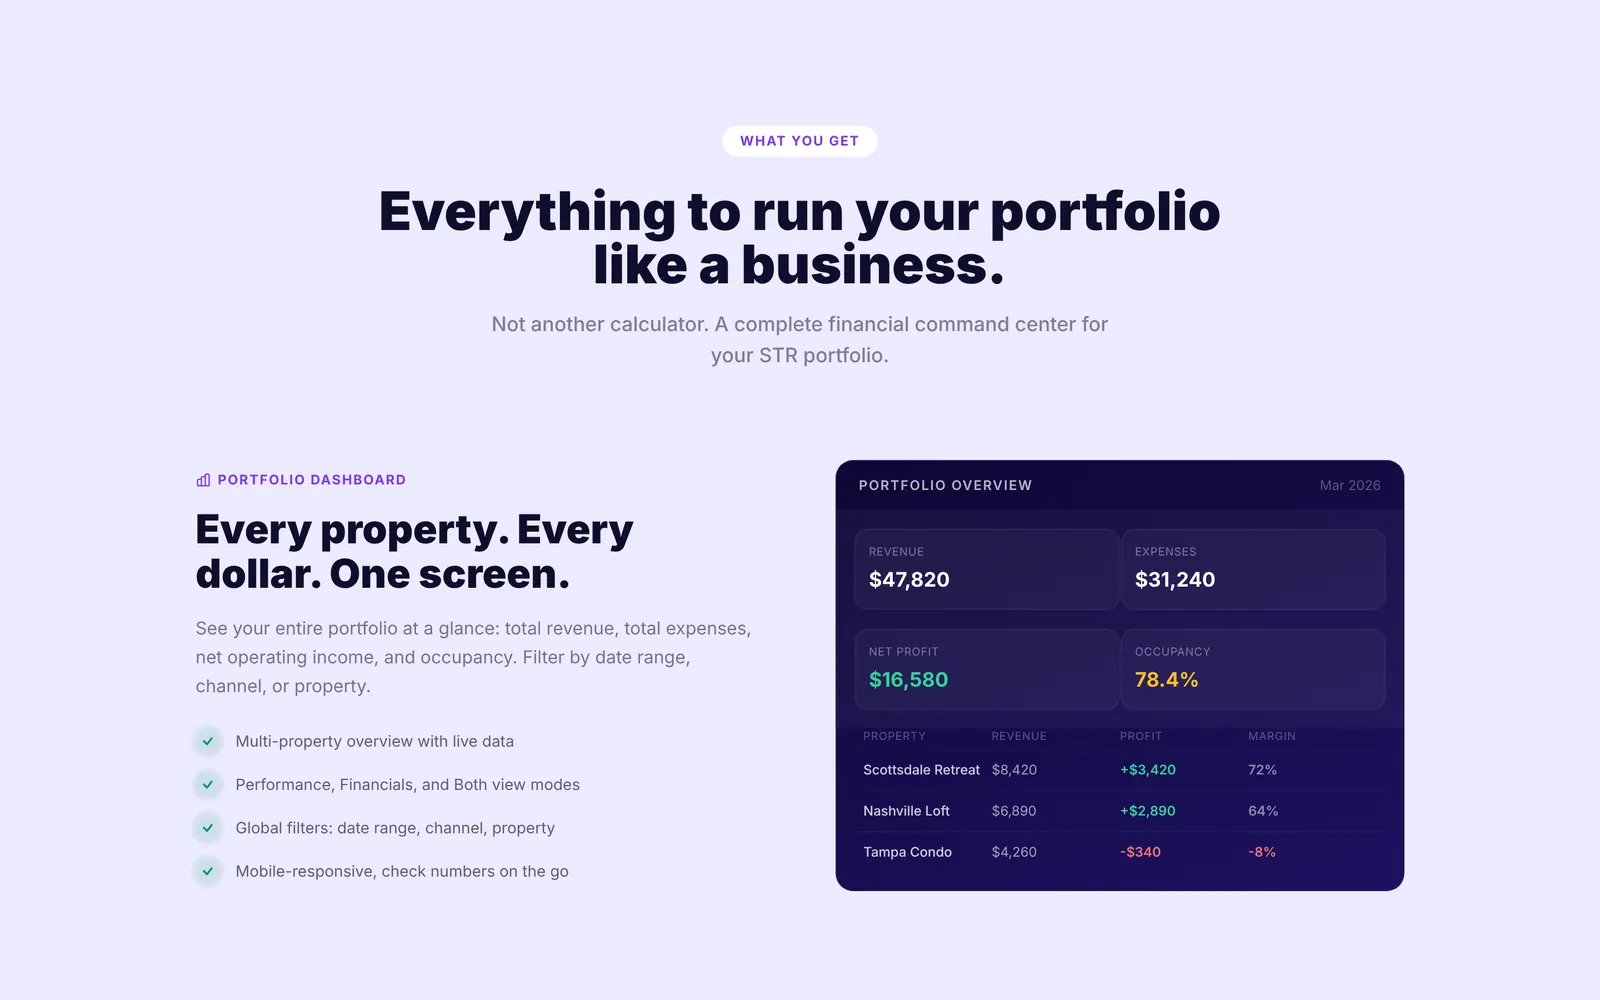 WHAT YOU GET
Everything to run your portfolio
like a business.
Not another calculator. A complete financial command center for
your STR portfolio.
PORTFOLIO DASHBOARD
Every property. Every
dollar. One screen.
See your entire portfolio at a glance: total revenue, total expenses,
net operating income, and occupancy. Filter by date range,
channel, or property.
Multi-property overview with live data
Performance, Financials, and Both view modes
Global filters: date range, channel, property
Mobile-responsive, check numbers on the go
PORTFOLIO OVERVIEW Mar 2026
REVENUE EXPENSES
$47,820 $31,240
NET PROFIT OCCUPANCY
$16,580 78.4%
PROPERTY REVENUE PROFIT MARGIN
Scottsdale Retreat $8,420 +$3,420 72%
Nashville Loft $6,890 +$2,890 64%
Tampa Condo $4,260 -$340 -8%